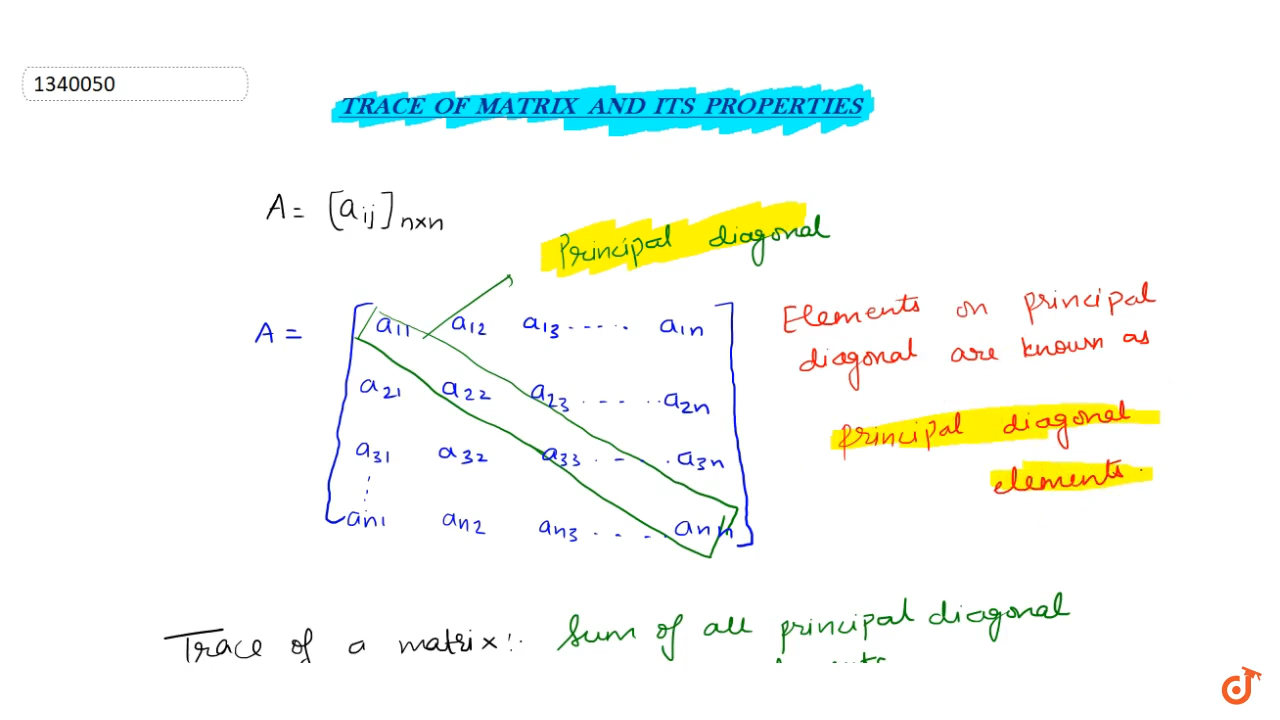 1340050
TRACE OF MATRIX AND ITS PROPERTIES
A = [aij]n×n
Principal diagonal
A = [a11 a12 a13 ..... a1n
a21 a22 a23 ..... a2n
a31 a32 a33 ..... a3n
an1 an2 an3 ..... ann]
Elements on principal
diagonal are known as
principal diagonal
elements.
Trace of a matrix:. Sum of all principal diagonal